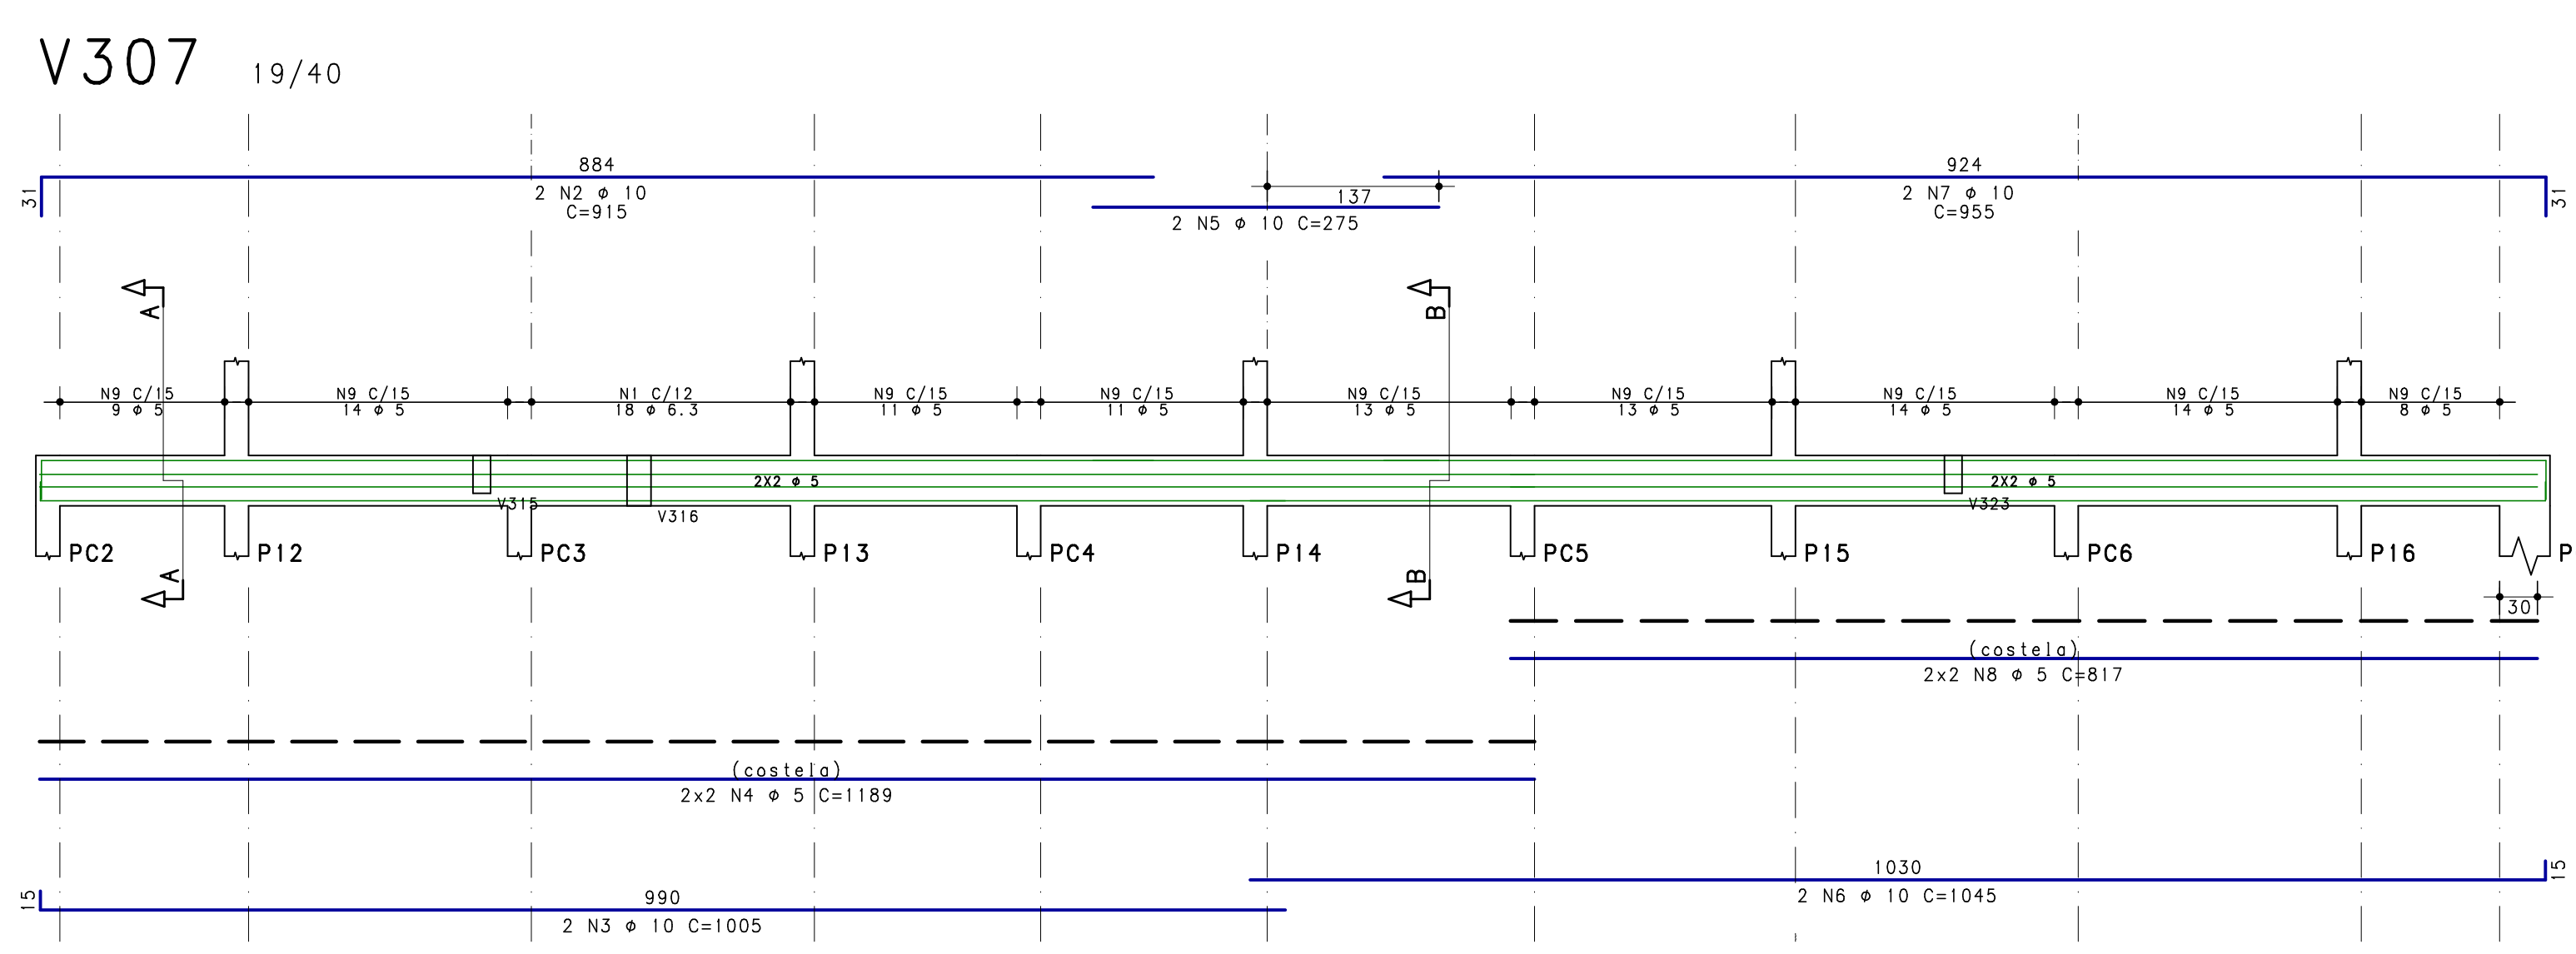 V307 19/40
884
31
2 N2 ø 10
C=915
137
2 N5 ø 10 C=275
924
31
2 N7 ø 10
C=955
A
B
N9 C/15
9 ø 5
N9 C/15
14 ø 5
N1 C/12
18 ø 6.3
N9 C/15
11 ø 5
N9 C/15
11 ø 5
N9 C/15
13 ø 5
N9 C/15
13 ø 5
N9 C/15
14 ø 5
N9 C/15
14 ø 5
N9 C/15
8 ø 5
2X2 ø 5
2X2 ø 5
V315
V316
V323
PC2
P12
PC3
P13
PC4
P14
PC5
P15
PC6
P16
P
A
B
30
(costela)
2x2 N8 ø 5 C=817
(costela)
2x2 N4 ø 5 C=1189
1030
15
2 N6 ø 10 C=1045
990
15
2 N3 ø 10 C=1005